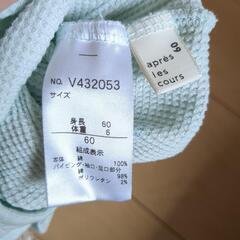 NO. V432053
サイズ
身長 60
体重 6
60
組成表示
本体 綿 100%
パイピング・袖口・足口部分
綿 98%
ポリウレタン 2%
60
après
les
cours